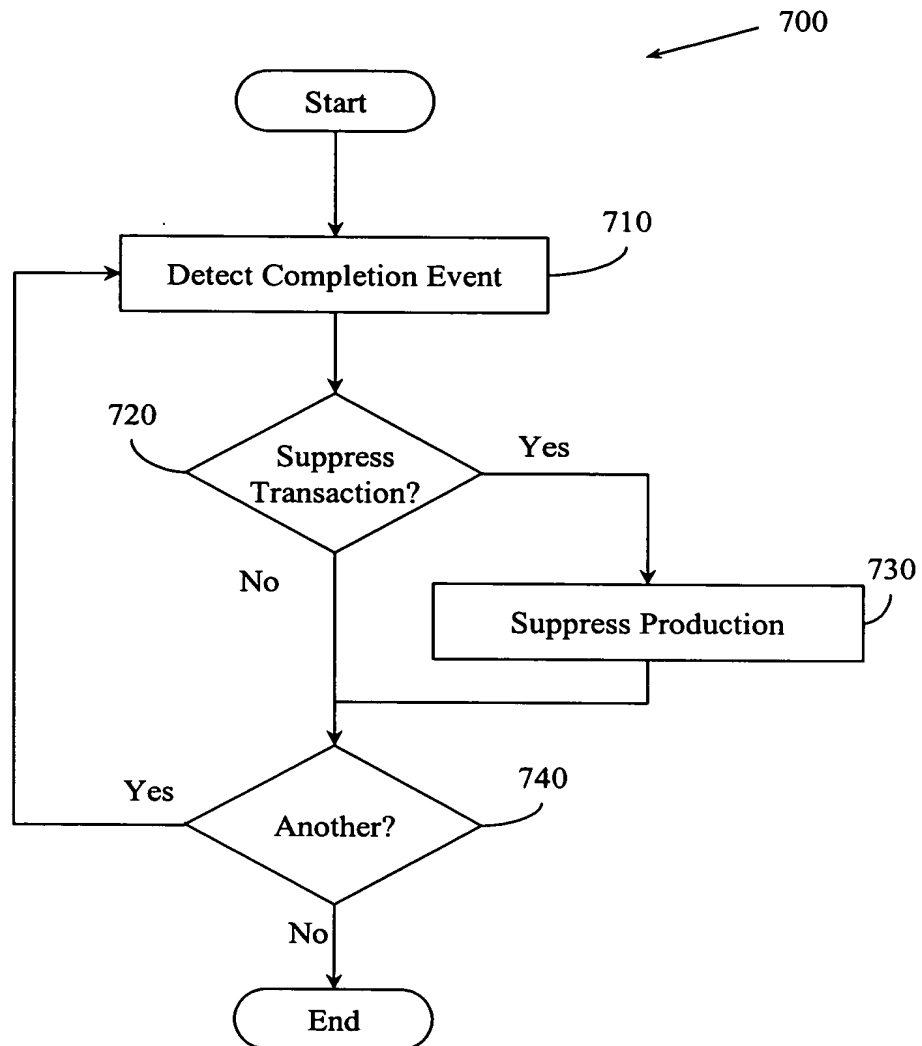 700
Start
710
Detect Completion Event
720
Suppress
Transaction?
Yes
No
730
Suppress Production
Yes
740
Another?
No
End